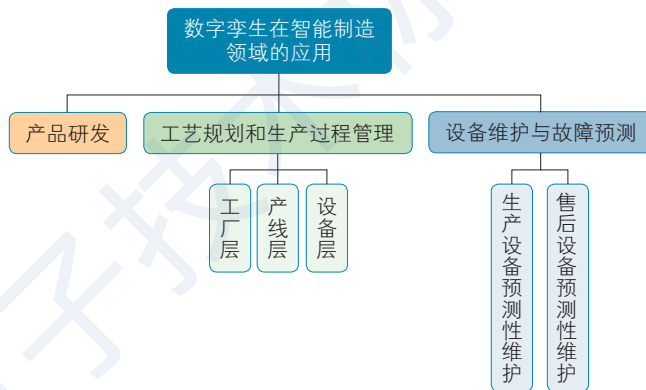 数字孪生在智能制造
领域的应用
产品研发
工艺规划和生产过程管理
设备维护与故障预测
工厂层
产线层
设备层
生产设备预测性维护
售后设备预测性维护
子技术